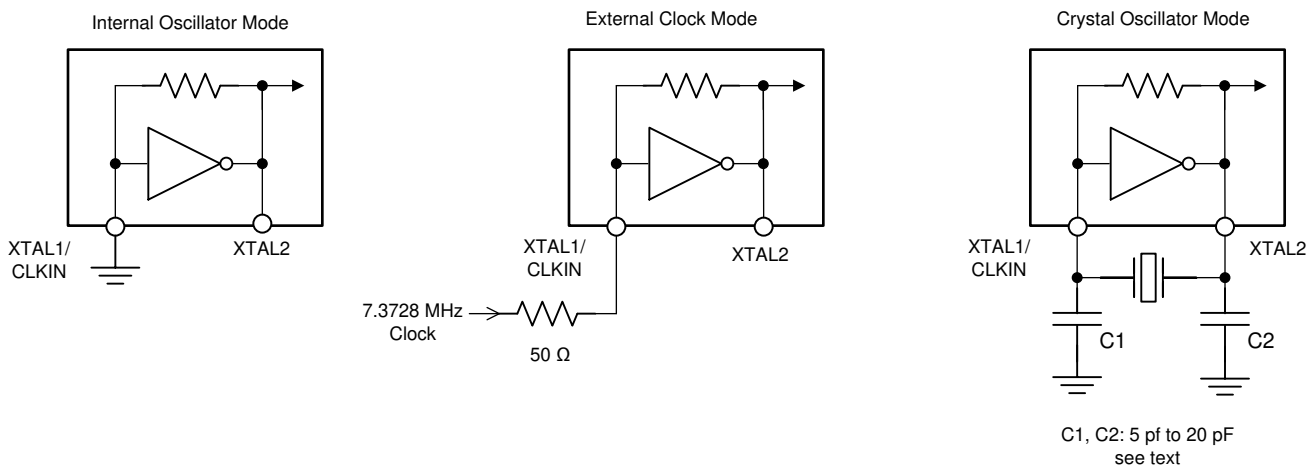 Internal Oscillator Mode
XTAL1/
CLKIN
XTAL2
External Clock Mode
XTAL1/
CLKIN
XTAL2
7.3728 MHz
Clock
50 Ω
Crystal Oscillator Mode
XTAL1/
CLKIN
XTAL2
C1
C2
C1, C2: 5 pf to 20 pF
see text